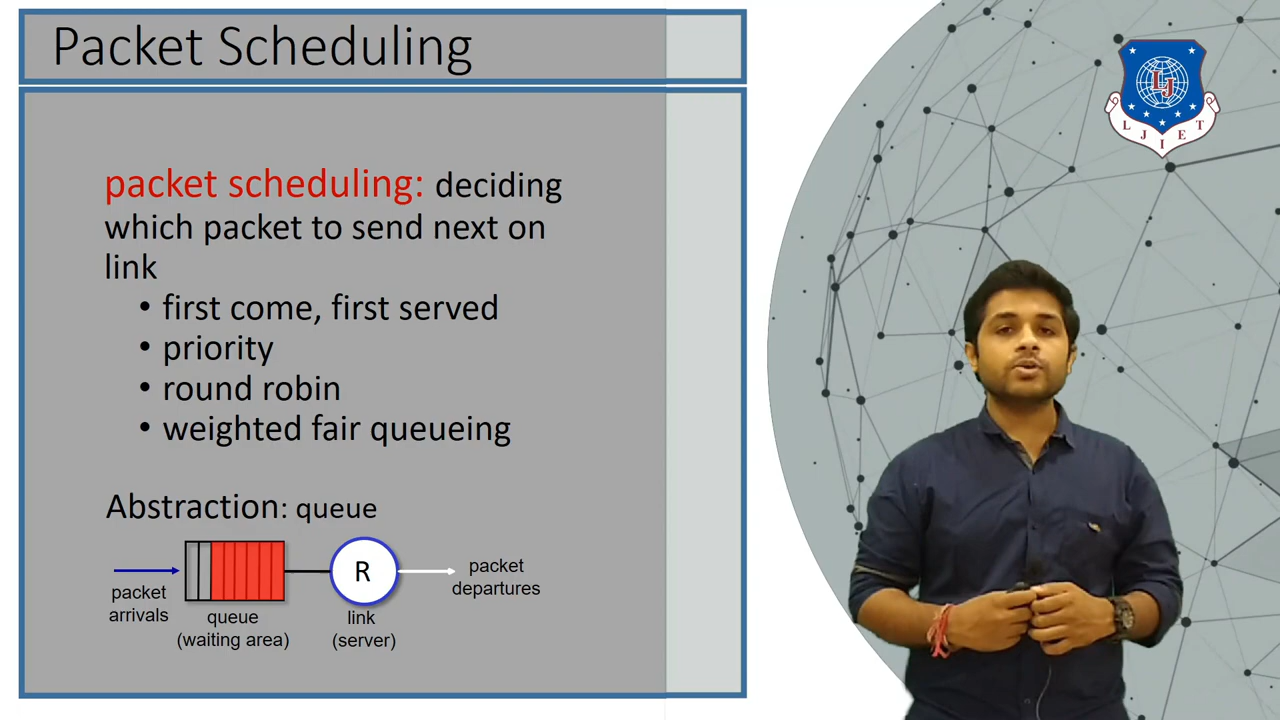 Packet Scheduling
packet scheduling: deciding
which packet to send next on
link
• first come, first served
• priority
• round robin
• weighted fair queueing
Abstraction: queue
R
packet
arrivals
queue
(waiting area)
link
(server)
packet
departures
LJ
L J I E T